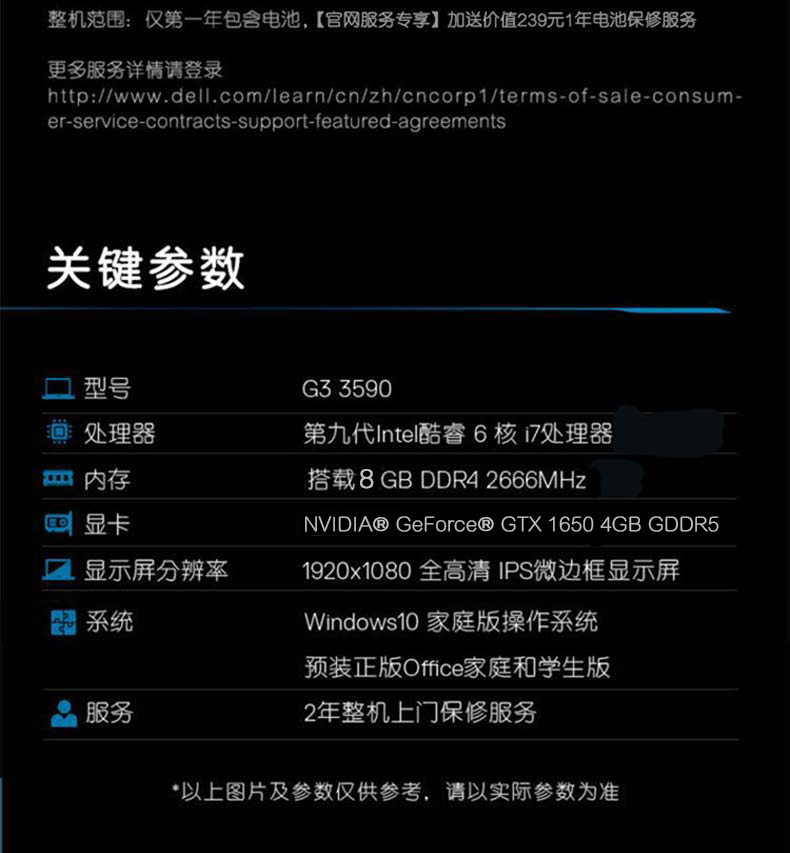 整机范围：仅第一年包含电池，【官网服务专享】加送价值239元1年电池保修服务
更多服务详情请登录
http://www.dell.com/learn/cn/zh/cncorp1/terms-of-sale-consum-
er-service-contracts-support-featured-agreements
关键参数
型号 G3 3590
处理器 第九代Intel酷睿 6 核 i7处理器
内存 搭载8 GB DDR4 2666MHz
显卡 NVIDIA® GeForce® GTX 1650 4GB GDDR5
显示屏分辨率 1920x1080 全高清 IPS微边框显示屏
系统 Windows10 家庭版操作系统
预装正版Office家庭和学生版
服务 2年整机上门保修服务
*以上图片及参数仅供参考，请以实际参数为准